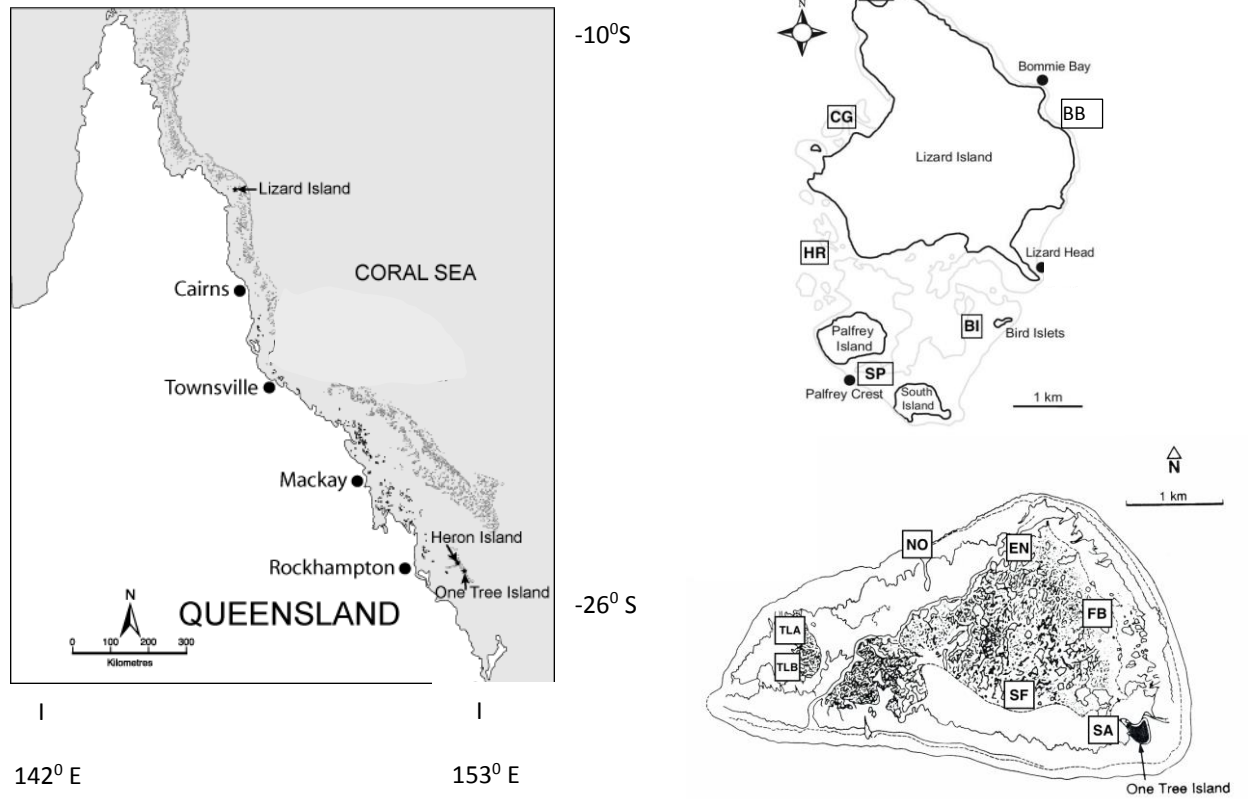 -10⁰S
Lizard Island
CORAL SEA
Cairns
Townsville
Mackay
Heron Island
Rockhampton
One Tree Island
-26⁰ S
N
QUEENSLAND
0 100 200 300
Kilometres
I I
142⁰ E 153⁰ E
N
Bommie Bay
CG
BB
Lizard Island
HR
Lizard Head
BI
Bird Islets
Palfrey
Island
SP
Palfrey Crest
South
Island
1 km
N
1 km
NO
EN
FB
TLA
TLB
SF
SA
One Tree Island